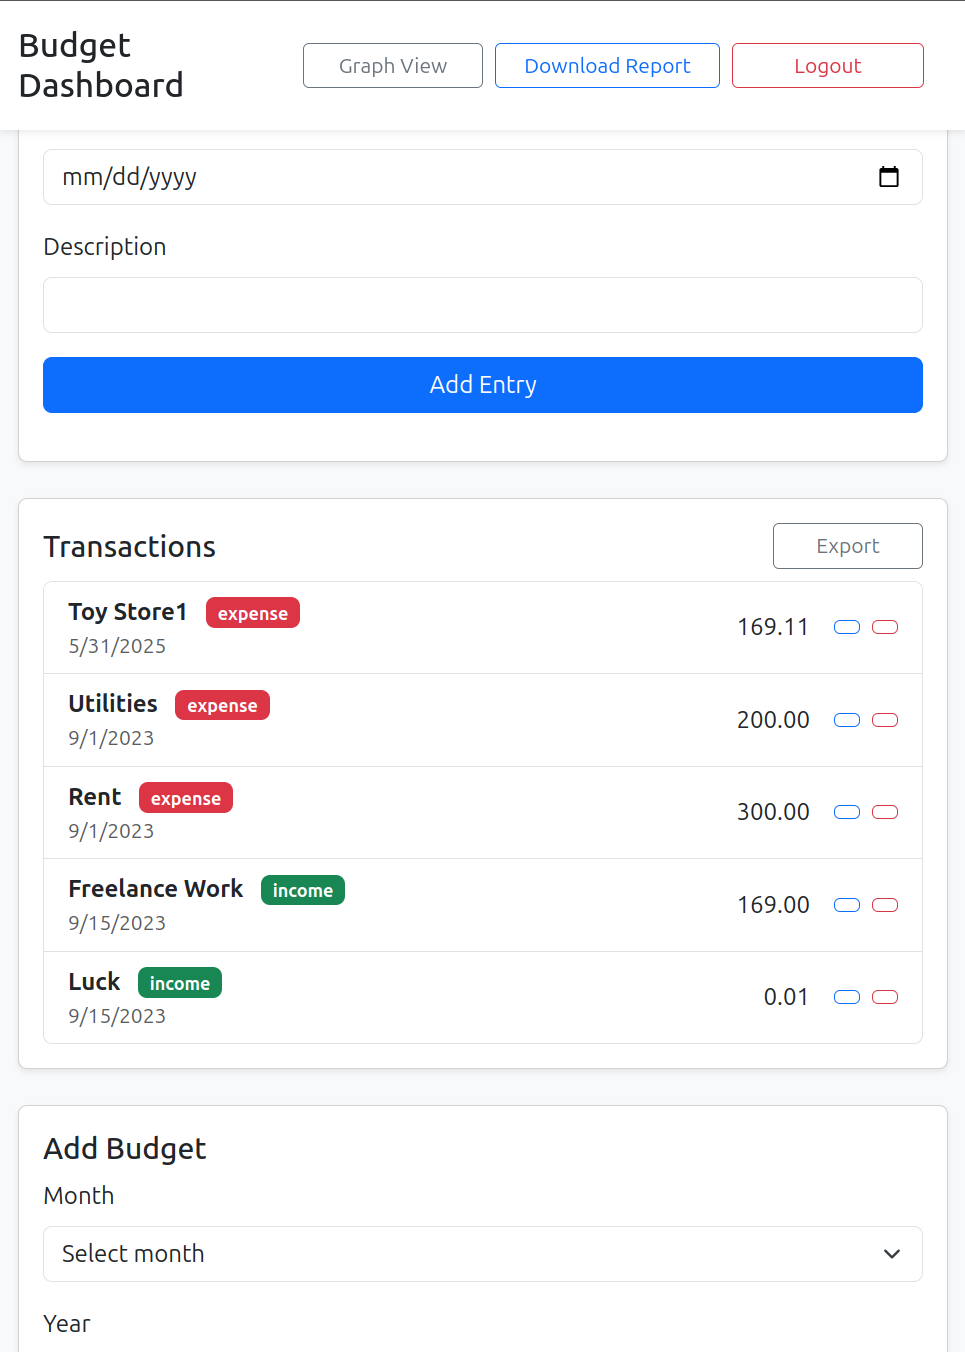 Budget
Dashboard
Graph View
Download Report
Logout
mm/dd/yyyy
Description
Add Entry
Transactions
Export
Toy Store1 expense
5/31/2025
169.11
Utilities expense
9/1/2023
200.00
Rent expense
9/1/2023
300.00
Freelance Work income
9/15/2023
169.00
Luck income
9/15/2023
0.01
Add Budget
Month
Select month
Year